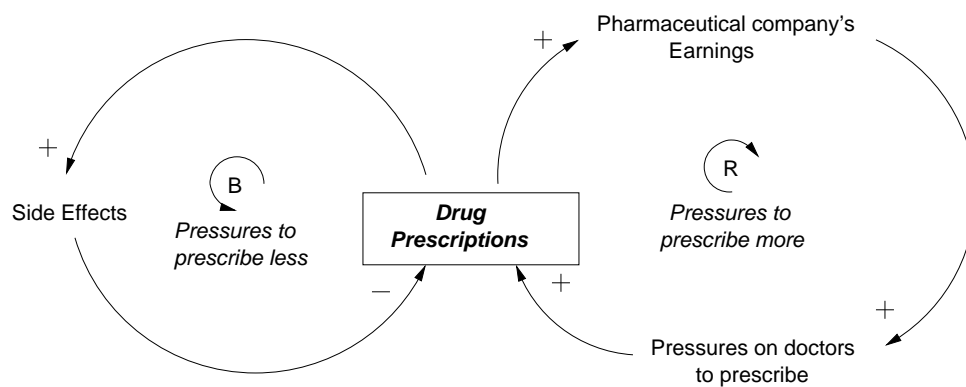 +
Pharmaceutical company's
Earnings
+
B
R
Side Effects
Pressures to
prescribe less
Drug
Prescriptions
Pressures to
prescribe more
−
+
+
Pressures on doctors
to prescribe